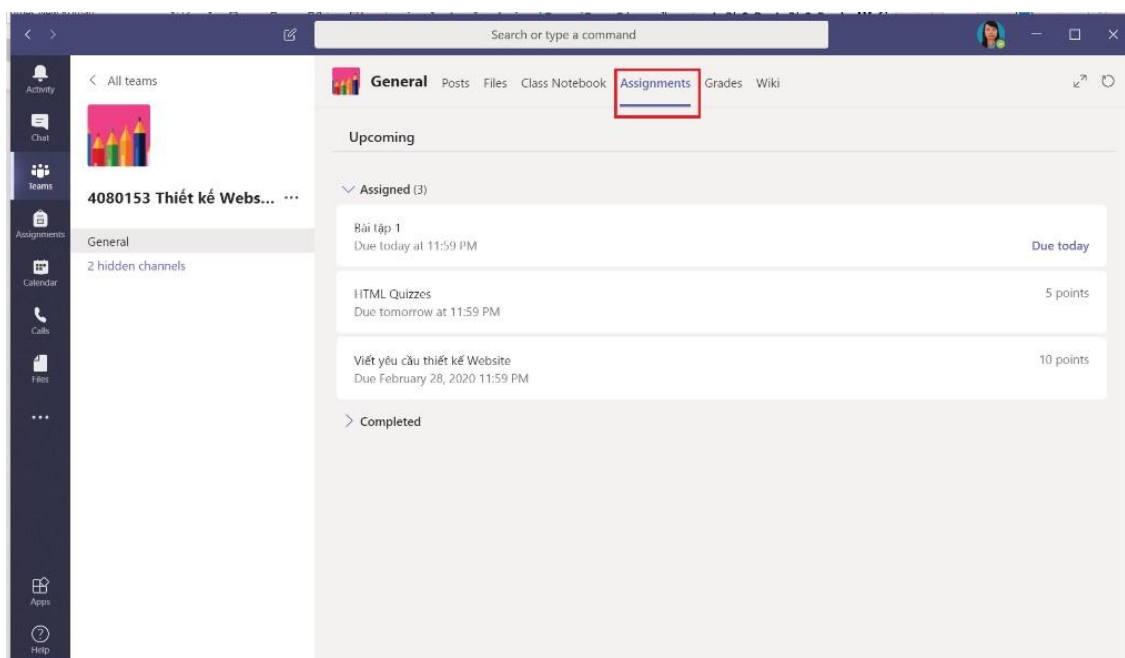 Search or type a command
Activity
Chat
Teams
Assignments
Calendar
Calls
Files
Apps
Help
All teams
4080153 Thiết kế Webs...
General
2 hidden channels
General Posts Files Class Notebook Assignments Grades Wiki
Upcoming
Assigned (3)
Bài tập 1
Due today at 11:59 PM
Due today
HTML Quizzes
Due tomorrow at 11:59 PM
5 points
Viết yêu cầu thiết kế Website
Due February 28, 2020 11:59 PM
10 points
Completed